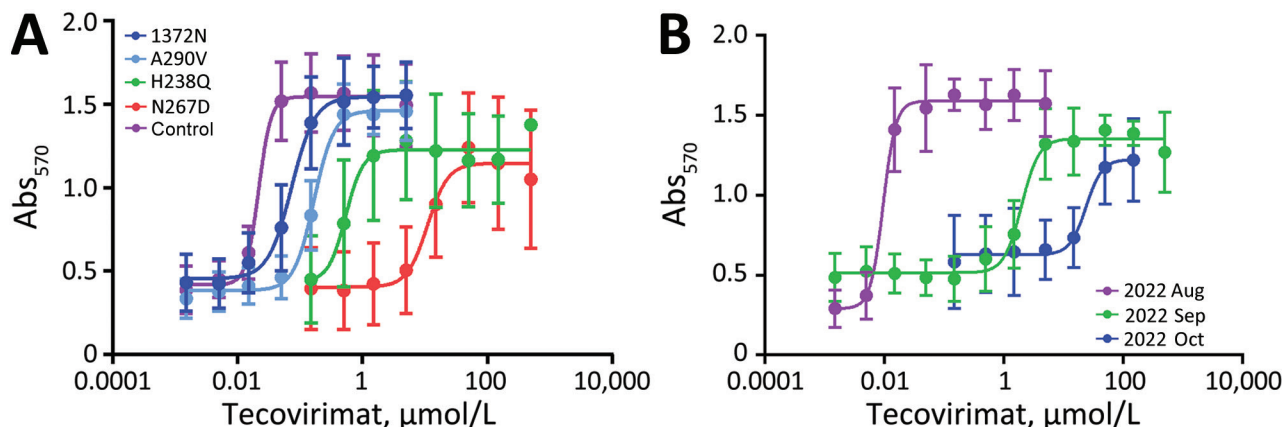 A
2.0
1.5
1.0
0.5
0
Abs570
1372N
A290V
H238Q
N267D
Control
0.0001
0.01
1
100
10,000
Tecovirimat, µmol/L
B
2.0
1.5
1.0
0.5
0
Abs570
2022 Aug
2022 Sep
2022 Oct
0.0001
0.01
1
100
10,000
Tecovirimat, µmol/L